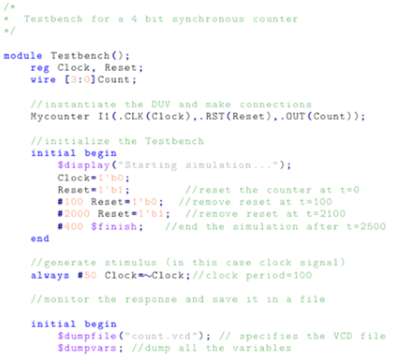 /*
* Testbench for a 4 bit synchronous counter
*/
module Testbench();
reg Clock, Reset;
wire [3:0]Count;
//instantiate the DUV and make connections
Mycounter I1(.CLK(Clock),.RST(Reset),.OUT(Count));
//initialize the Testbench
initial begin
$display("Starting simulation...");
Clock=1'b0;
Reset=1'b1; //reset the counter at t=0
#100 Reset=1'b0; //remove reset at t=100
#2000 Reset=1'b1; //remove reset at t=2100
#400 $finish; //end the simulation after t=2500
end
//generate stimulus (in this case clock signal)
always #50 Clock=~Clock;//clock period=100
//monitor the response and save it in a file
initial begin
$dumpfile("count.vcd"); // specifies the VCD file
$dumpvars; //dump all the variables